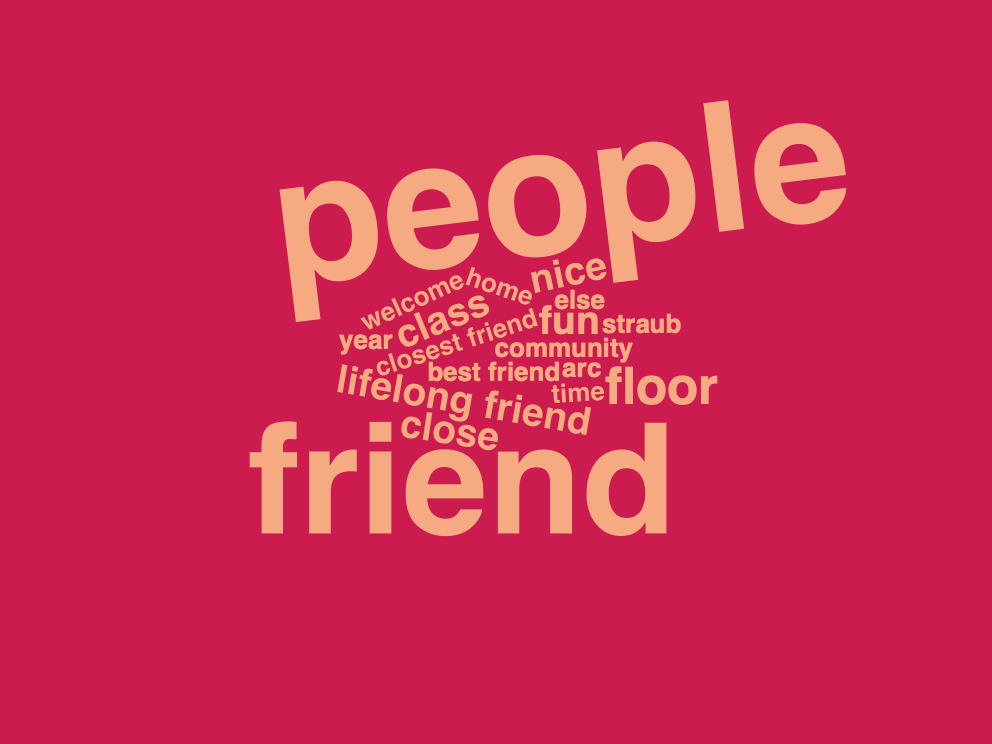 people
nice
home
welcome
else
class
fun
straub
year
closest friend
community
best friend
arc
lifelong friend
time
floor
close
friend